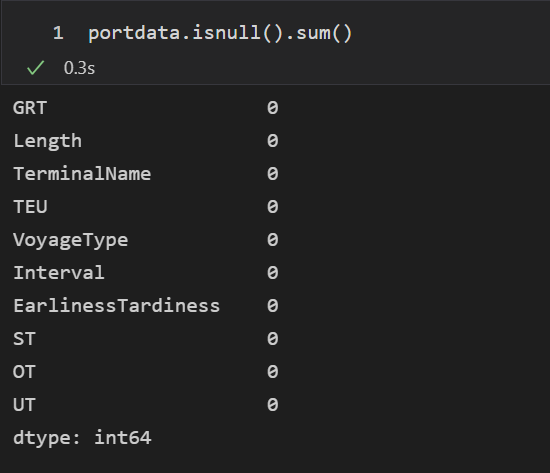 1 portdata.isnull().sum()
0.3s
GRT 0
Length 0
TerminalName 0
TEU 0
VoyageType 0
Interval 0
EarlinessTardiness 0
ST 0
OT 0
UT 0
dtype: int64